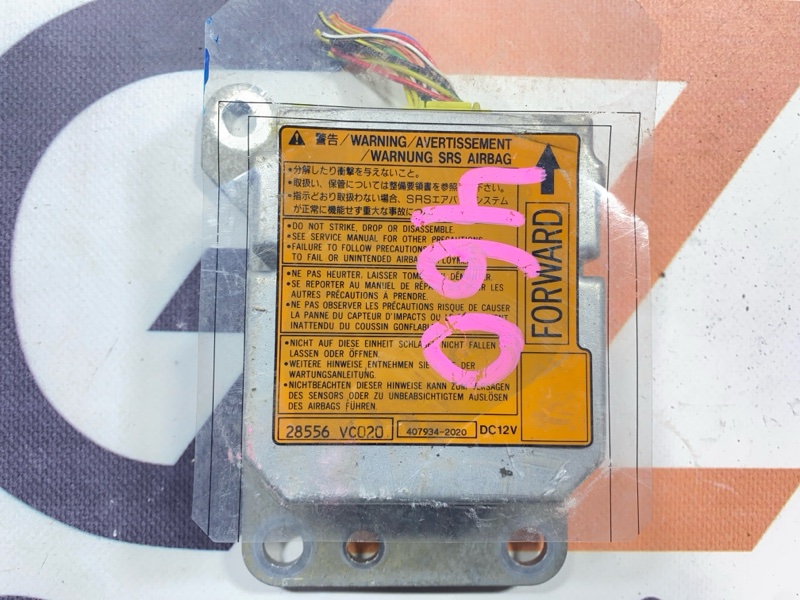 警告/WARNING/AVERTISSEMENT
/WARNUNG SRS AIRBAG
•分解したり衝撃を与えないこと。
•取扱い、保管については整備要領書を参照 下さい。
•指示どおり取扱わない場合、SRSエアバ システム
が正常に機能せず重大な事故に
•DO NOT STRIKE, DROP OR DISASSEMBLE.
•SEE SERVICE MANUAL FOR OTHER PRECAUTIONS.
•FAILURE TO FOLLOW PRECAUTIONS
TO FAIL OR UNINTENDED AIRBAG
•NE PAS HEURTER, LAISSER
•SE REPORTER AU MANUEL DE LES
AUTRES PRÉCAUTIONS À PRENDRE.
•NE PAS OBSERVER LES PRÉCAUTIONS RISQUE DE CAUSER
LA PANNE DU CAPTEUR D'IMPACTS OU
INATTENDU DU COUSSIN
•NICHT AUF DIESE EINHEIT NICHT FALLEN
LASSEN ODER ÖFFNEN.
•WEITERE HINWEISE ENTNEHMEN DER
WARTUNGSANLEITUNG.
•NICHTBEACHTEN DIESER HINWEISE KANN ZUM VERSAGEN
DES SENSORS ODER ZU UNBEABSICHTIGTEM AUSLÖSEN
DES AIRBAGS FÜHREN.
28556 VC020 407934-2020 DC12V
FORWARD